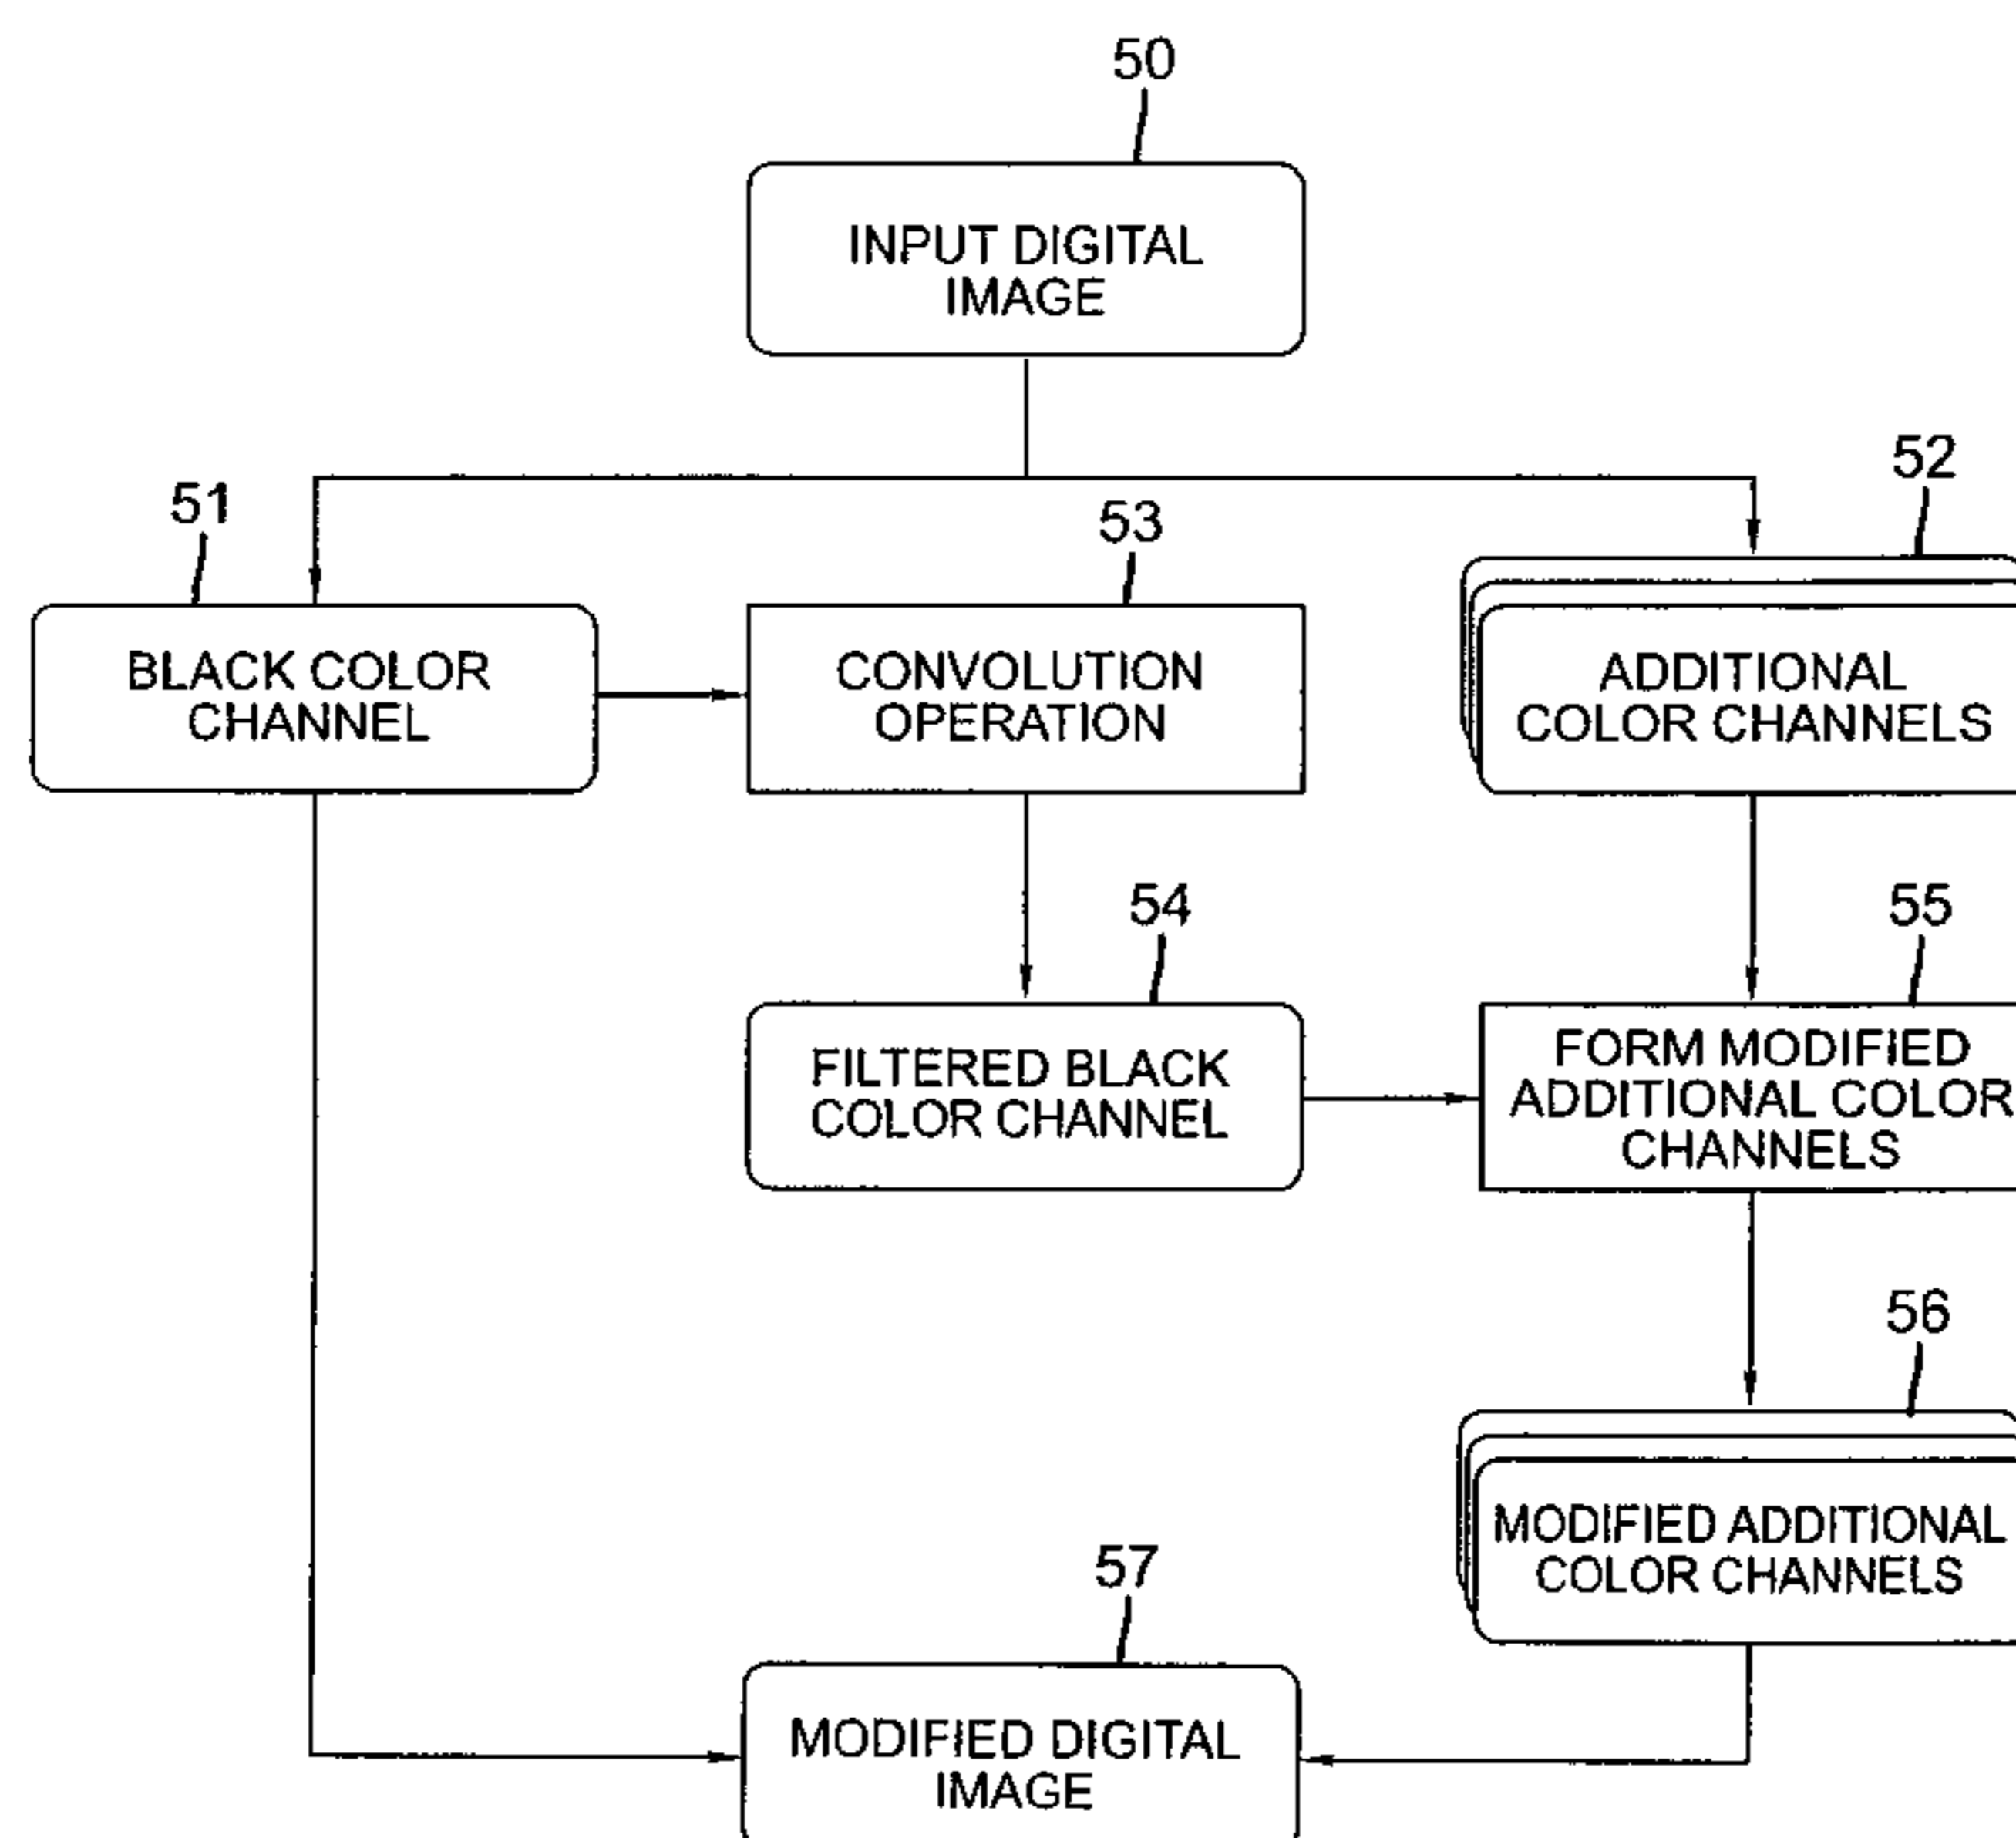 50
INPUT DIGITAL
IMAGE
51
BLACK COLOR
CHANNEL
53
CONVOLUTION
OPERATION
52
ADDITIONAL
COLOR CHANNELS
54
FILTERED BLACK
COLOR CHANNEL
55
FORM MODIFIED
ADDITIONAL COLOR
CHANNELS
56
MODIFIED ADDITIONAL
COLOR CHANNELS
57
MODIFIED DIGITAL
IMAGE